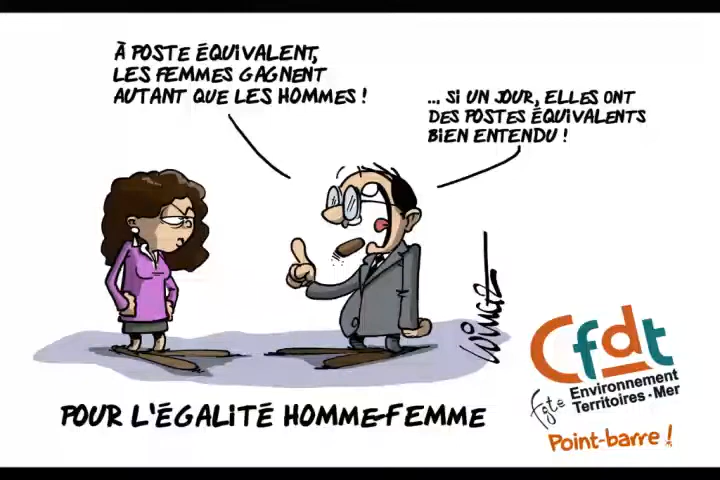 À POSTE ÉQUIVALENT,
LES FEMMES GAGNENT
AUTANT QUE LES HOMMES !
... SI UN JOUR, ELLES ONT
DES POSTES ÉQUIVALENTS
BIEN ENTENDU !
POUR L'ÉGALITÉ HOMME-FEMME
Cfdt
Fgte Environnement
Territoires • Mer
Point-barre !